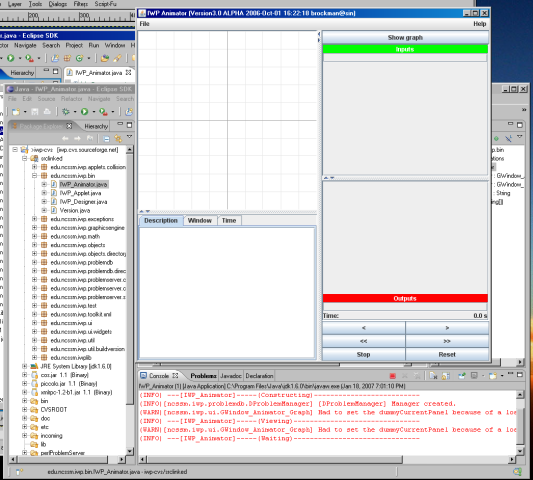 Layer Tools Dialogs Filters Script-Fu
200 300
.java - Eclipse SDK
Navigate Search Project Run Window H
Hierarchy
IWP_Animator.java
IWP Animator [Version3.0 ALPHA 2006-Oct-01 16:22:10 brockman@sin]
File Help
Show graph
Inputs
Java - IWP_Animator.java - Eclipse SDK
File Edit Source Refactor Navigate Search
Package Explorer Hierarchy
iwp-cvs [iwp.cvs.sourceforge.net]
srclinked
edu.ncssm.iwp.applets.collision
edu.ncssm.iwp.bin
IWP_Animator.java
IWP_Applet.java
IWP_Designer.java
Version.java
edu.ncssm.iwp.exceptions
edu.ncssm.iwp.graphicsengine
edu.ncssm.iwp.math
edu.ncssm.iwp.objects
edu.ncssm.iwp.objects.directory
edu.ncssm.iwp.problemdb
edu.ncssm.iwp.problemdb.direc
edu.ncssm.iwp.problemserver.c
edu.ncssm.iwp.problemserver.c
edu.ncssm.iwp.problemserver.s
edu.ncssm.iwp.test
edu.ncssm.iwp.toolkit.xml
edu.ncssm.iwp.ui
edu.ncssm.iwp.ui.widgets
edu.ncssm.iwp.util
edu.ncssm.iwp.util.buildversion
edu.ncssm.iwplib
JRE System Library [jdk1.6.0]
cos.jar 1.1 (Binary)
piccolo.jar 1.1 (Binary)
xmlrpc-1.2-b1.jar 1.1 (Binary)
bin
CVSROOT
doc
etc
incoming
lib
perlProblemServer
Description Window Time
Outputs
Time: 0.0 s
< >
<< >>
Stop Reset
p.bin
: GWindow_
: GWindow_
: String
Console Problems Javadoc Declaration
IWP_Animator (1) [Java Application] C:\Program Files\Java\jdk1.6.0\bin\javaw.exe (Jan 18, 2007 7:01:10 PM)
(INFO) ---[IWP_Animator]-----(Constructing)--------------------
(INFO)[ncssm.iwp.problemdb.DProblemManager] [DProblemManager] Manager created.
(WARN)[ncssm.iwp.ui.GWindow_Animator_Graph] Had to set the dummyCurrentPanel because of a los
(INFO) ---[IWP_Animator]-----(Viewing)--------------------
(WARN)[ncssm.iwp.ui.GWindow_Animator_Graph] Had to set the dummyCurrentPanel because of a los
(INFO) ---[IWP_Animator]-----(Waiting)--------------------
edu.ncssm.iwp.bin.IWP_Animator.java - iwp-cvs/srclinked